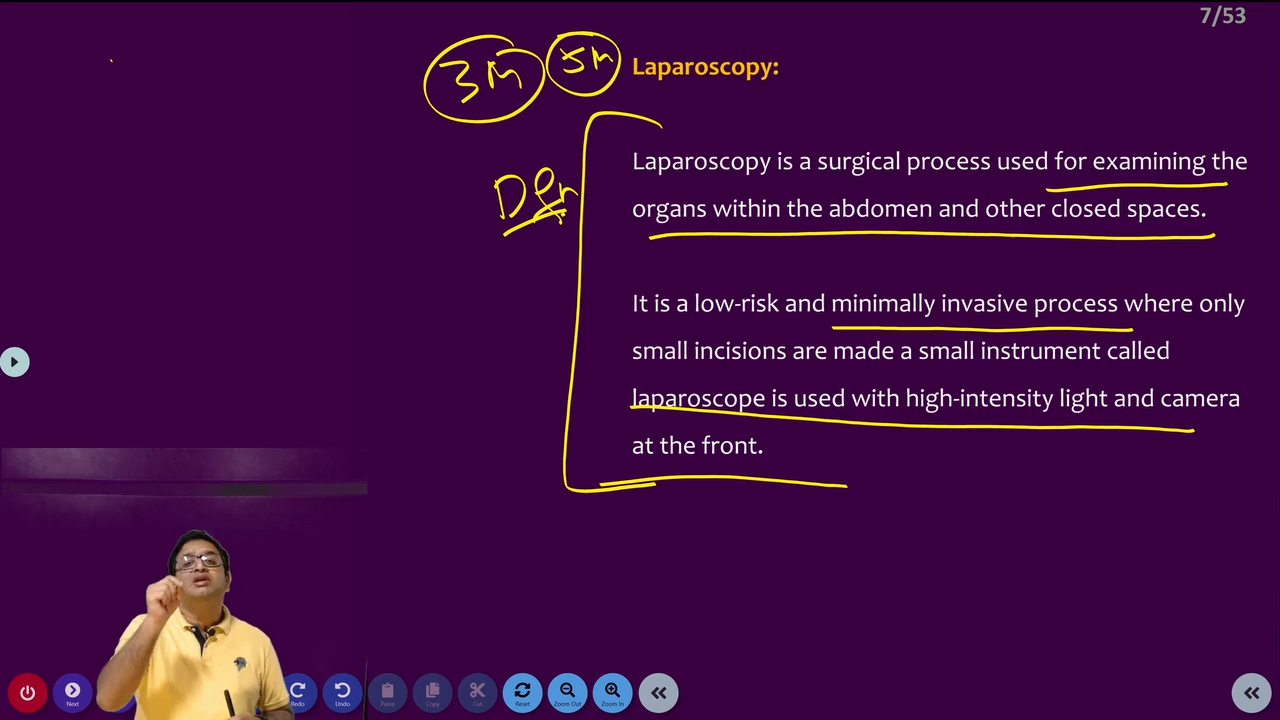 7/53
3M 5M Laparoscopy:
Laparoscopy is a surgical process used for examining the
Defn
organs within the abdomen and other closed spaces.
It is a low-risk and minimally invasive process where only
small incisions are made a small instrument called
laparoscope is used with high-intensity light and camera
at the front.
Next Redo Undo Paste Copy Cut Reset Zoom Out Zoom In